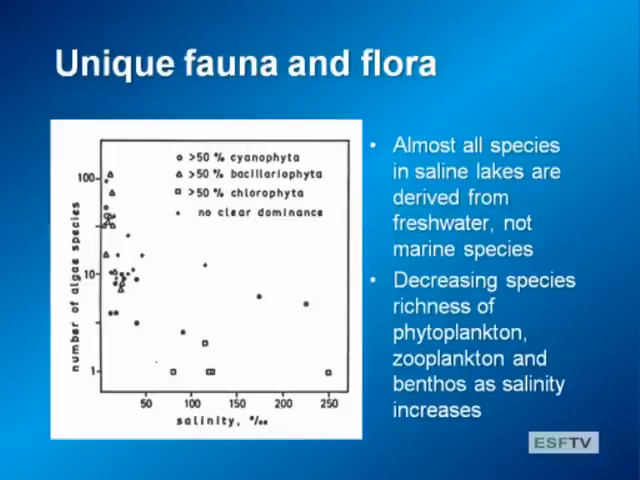 Unique fauna and flora
>50 % cyanophyta
>50 % bacillariophyta
>50 % chlorophyta
no clear dominance
number of algae species
100
10
1
50
100
150
200
250
salinity, ‰
• Almost all species
in saline lakes are
derived from
freshwater, not
marine species
• Decreasing species
richness of
phytoplankton,
zooplankton and
benthos as salinity
increases
ESFTV